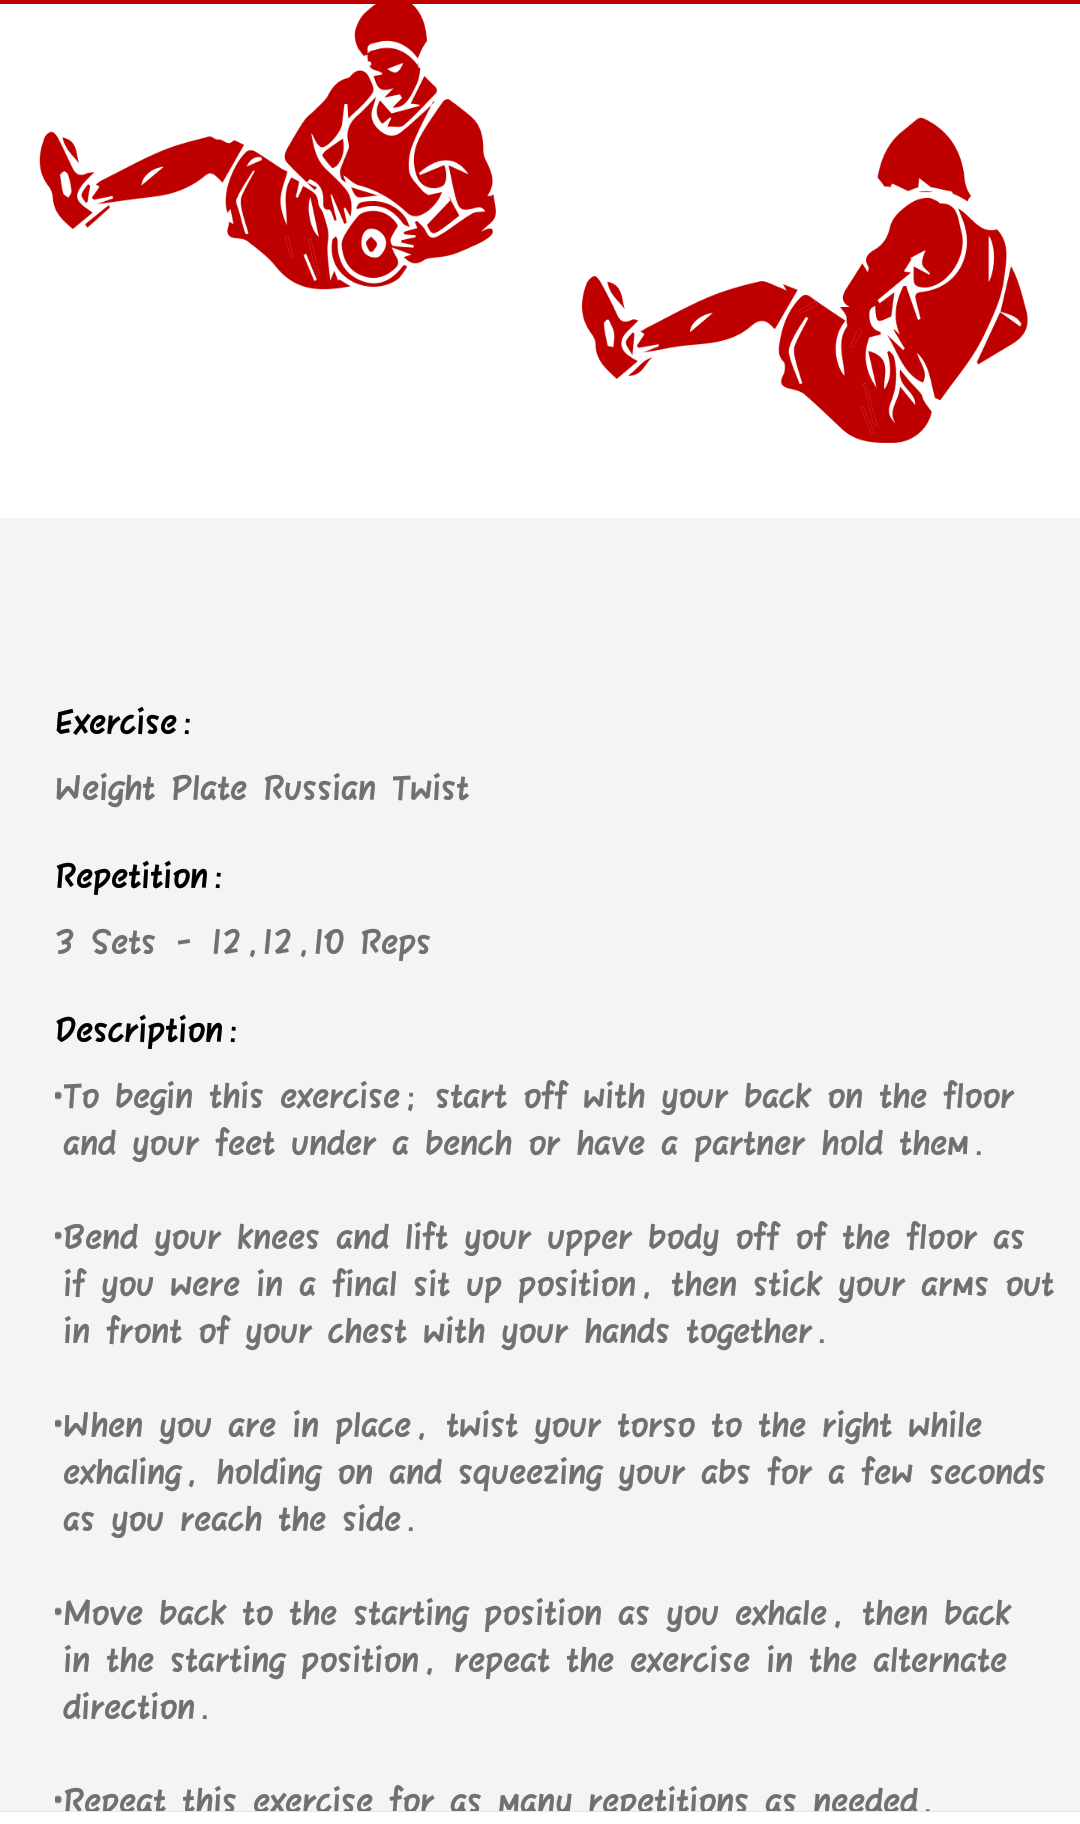 Exercise:
Weight Plate Russian Twist
Repetition:
3 Sets - 12,12,10 Reps
Description:
•To begin this exercise; start off with your back on the floor
and your feet under a bench or have a partner hold them.
•Bend your knees and lift your upper body off of the floor as
if you were in a final sit up position, then stick your arms out
in front of your chest with your hands together.
•When you are in place, twist your torso to the right while
exhaling, holding on and squeezing your abs for a few seconds
as you reach the side.
•Move back to the starting position as you exhale, then back
in the starting position, repeat the exercise in the alternate
direction.
•Repeat this exercise for as many repetitions as needed.